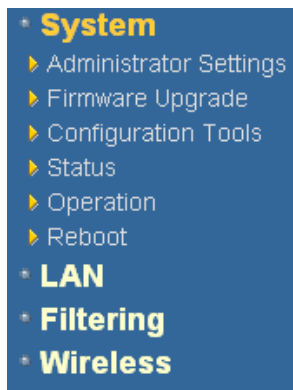 System
Administrator Settings
Firmware Upgrade
Configuration Tools
Status
Operation
Reboot
LAN
Filtering
Wireless